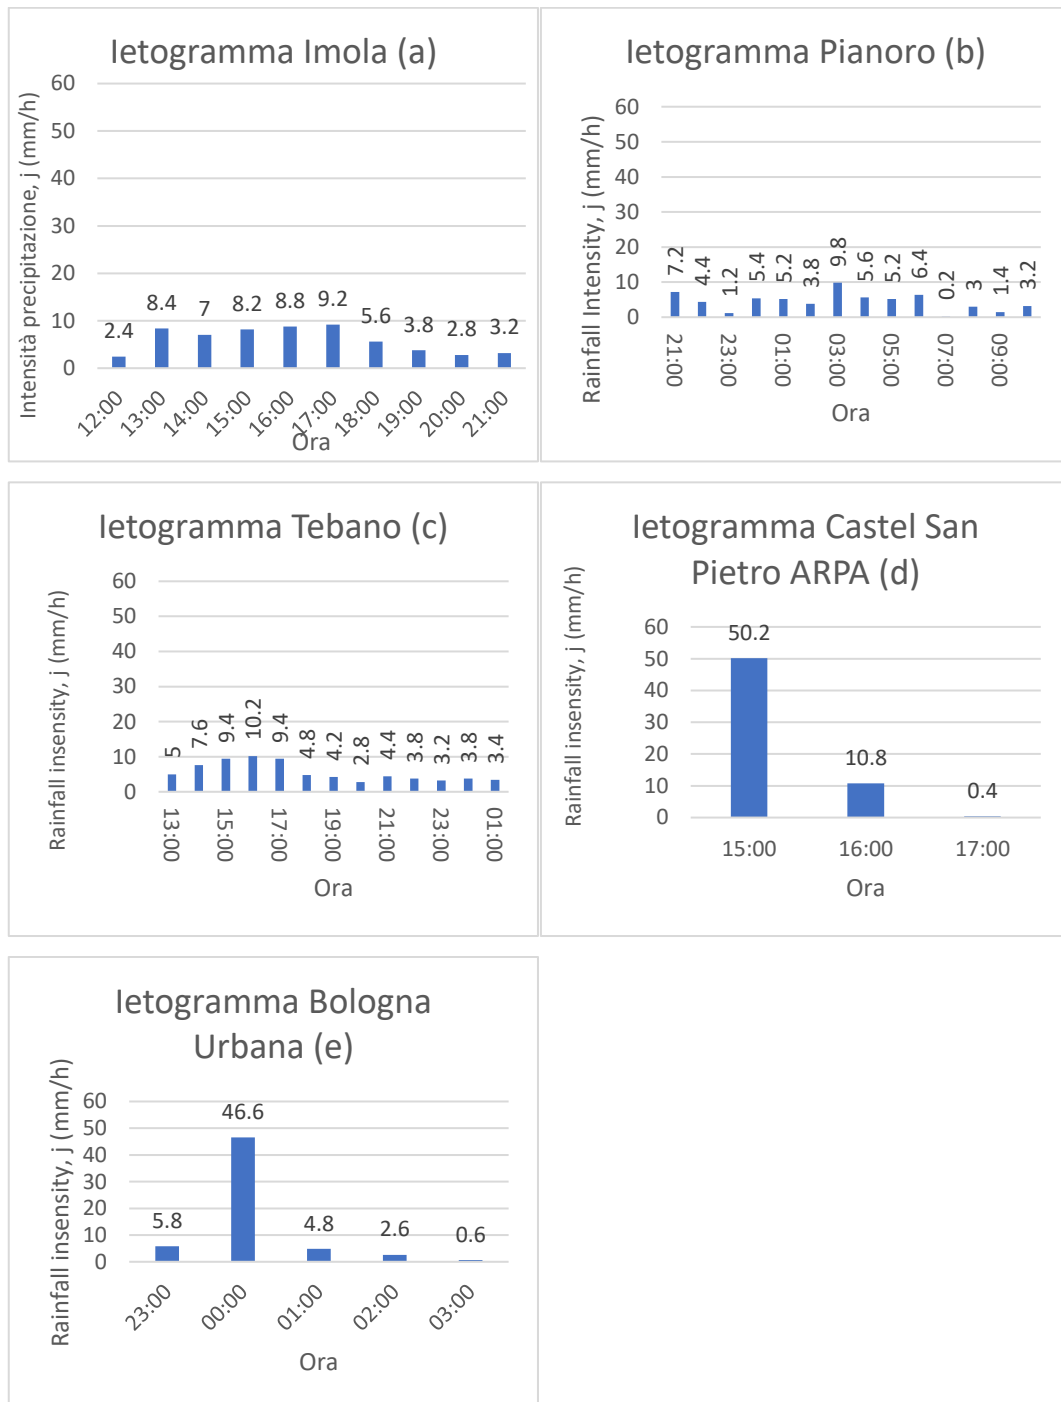 Ietogramma Imola (a)
Intensità precipitazione, j (mm/h)
60
50
40
30
20
10
0
2.4 8.4 7 8.2 8.8 9.2 5.6 3.8 2.8 3.2
12:00 13:00 14:00 15:00 16:00 17:00 18:00 19:00 20:00 21:00
Ora
Ietogramma Pianoro (b)
Rainfall Intensity, j (mm/h)
60
50
40
30
20
10
0
7.2 4.4 1.2 5.4 5.2 3.8 9.8 5.6 5.2 6.4 0.2 3 1.4 3.2
21:00 23:00 01:00 03:00 05:00 07:00 09:00
Ora
Ietogramma Tebano (c)
Rainfall insensity, j (mm/h)
60
50
40
30
20
10
0
5 7.6 9.4 10.2 9.4 4.8 4.2 2.8 4.4 3.8 3.2 3.8 3.4
13:00 15:00 17:00 19:00 21:00 23:00 01:00
Ora
Ietogramma Castel San
Pietro ARPA (d)
Rainfall insensity, j (mm/h)
60
50
40
30
20
10
0
50.2 10.8 0.4
15:00 16:00 17:00
Ora
Ietogramma Bologna
Urbana (e)
Rainfall insensity, j (mm/h)
60
50
40
30
20
10
0
5.8 46.6 4.8 2.6 0.6
23:00 00:00 01:00 02:00 03:00
Ora